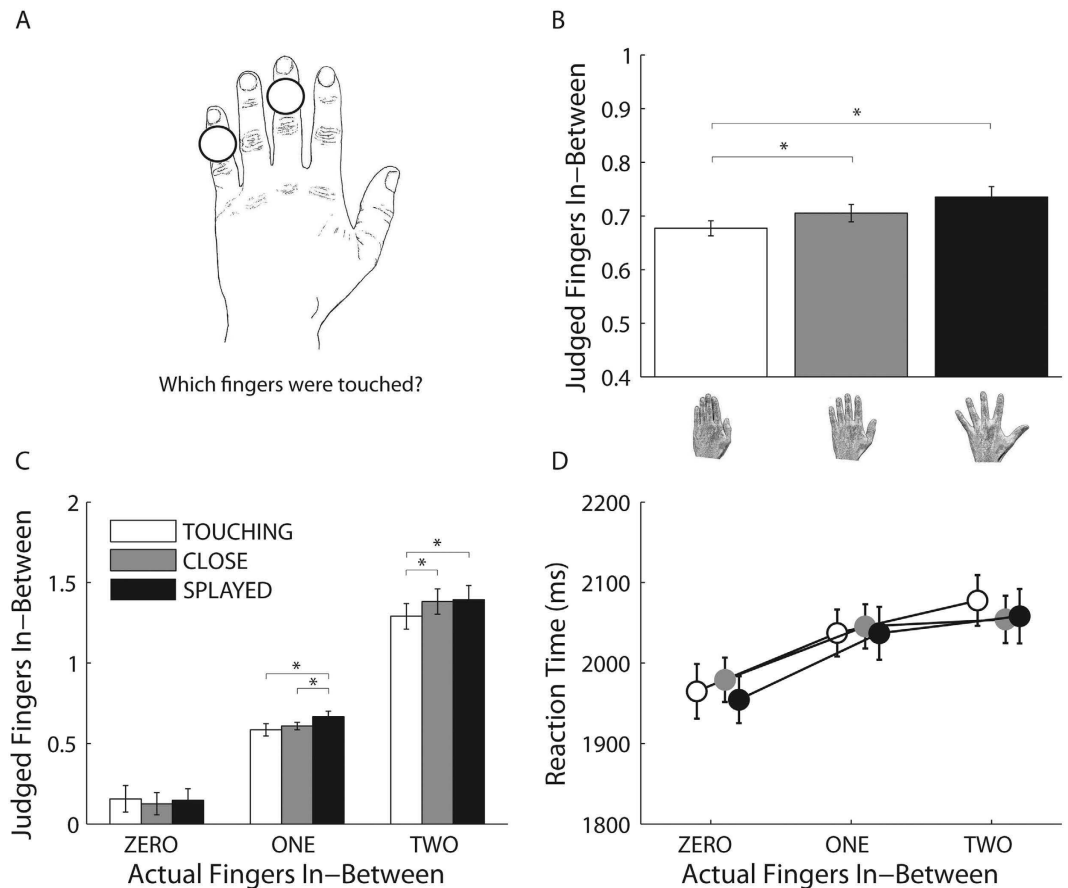 A
Which fingers were touched?
B
Judged Fingers In−Between
1
0.9
0.8
0.7
0.6
0.5
0.4
*
*
C
Judged Fingers In−Between
2
1.5
1
0.5
0
TOUCHING
CLOSE
SPLAYED
*
*
*
*
ZERO ONE TWO
Actual Fingers In−Between
D
Reaction Time (ms)
2200
2100
2000
1900
1800
ZERO ONE TWO
Actual Fingers In−Between